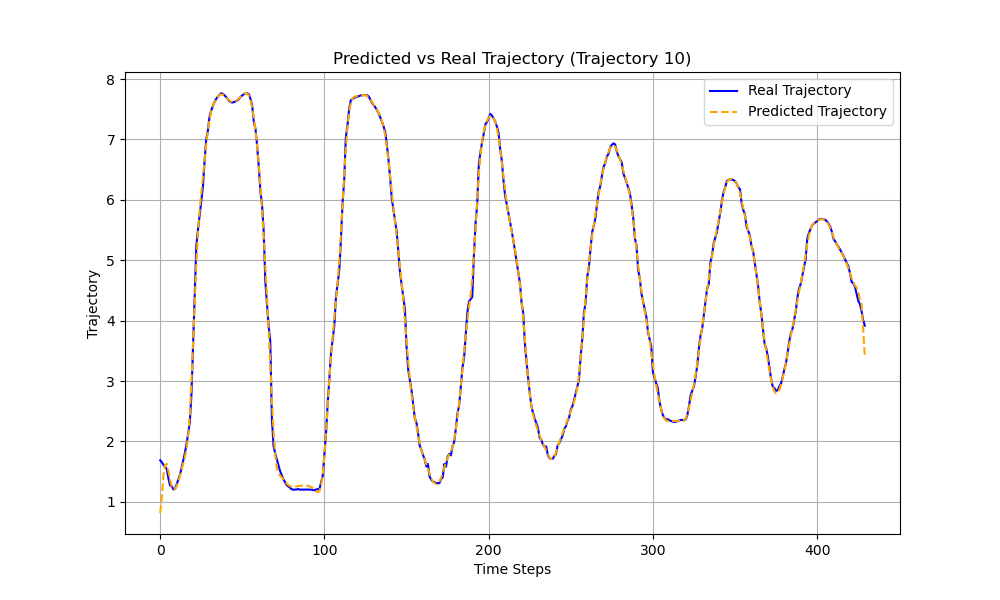 Predicted vs Real Trajectory (Trajectory 10)
Real Trajectory
Predicted Trajectory
Trajectory
8
7
6
5
4
3
2
1
0 100 200 300 400
Time Steps